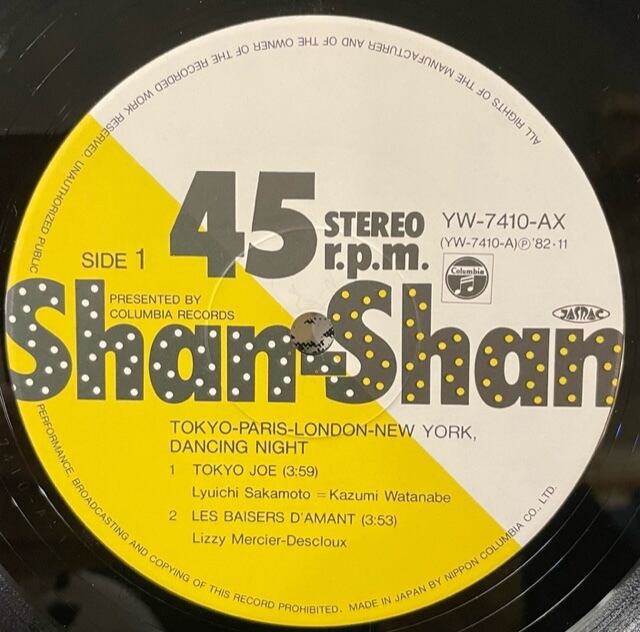 ALL RIGHTS OF THE MANUFACTURER AND OF THE OWNER OF THE RECORDED WORK RESERVED. UNAUTHORIZED PUBLIC
PERFORMANCE, BROADCASTING AND COPYING OF THIS RECORD PROHIBITED. MADE IN JAPAN BY NIPPON COLUMBIA CO., LTD.
SIDE 1
45 STEREO
r.p.m.
YW-7410-AX
(YW-7410-A)Ⓟ'82·11
Columbia
JASRAC
PRESENTED BY
COLUMBIA RECORDS
Shan-Shan
TOKYO-PARIS-LONDON-NEW YORK,
DANCING NIGHT
1 TOKYO JOE (3:59)
Lyuichi Sakamoto = Kazumi Watanabe
2 LES BAISERS D'AMANT (3:53)
Lizzy Mercier-Descloux